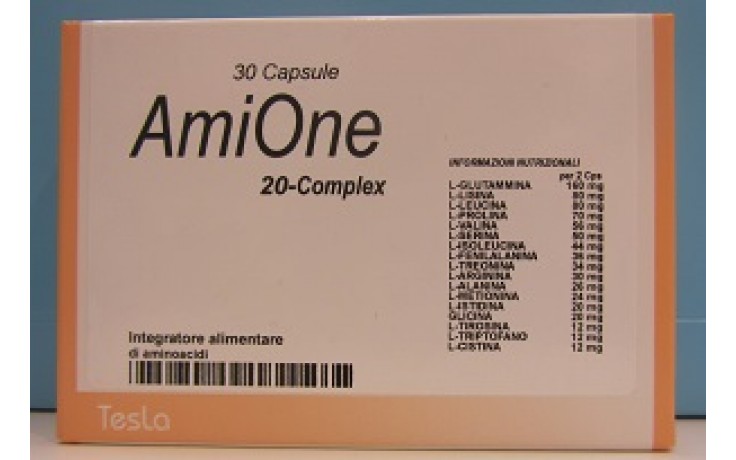 30 Capsule
AmiOne
20-Complex
INFORMAZIONI NUTRIZIONALI
per 2 Cps
L-GLUTAMMINA 160 mg
L-LISINA 80 mg
L-LEUCINA 80 mg
L-PROLINA 70 mg
L-VALINA 56 mg
L-SERINA 50 mg
L-ISOLEUCINA 44 mg
L-FENILALANINA 36 mg
L-TREONINA 34 mg
L-ARGININA 30 mg
L-ALANINA 26 mg
L-METIONINA 24 mg
L-ISTIDINA 20 mg
GLICINA 20 mg
L-TIROSINA 12 mg
L-TRIPTOFANO 12 mg
L-CISTINA 12 mg
Integratore alimentare
di aminoacidi
Tesla